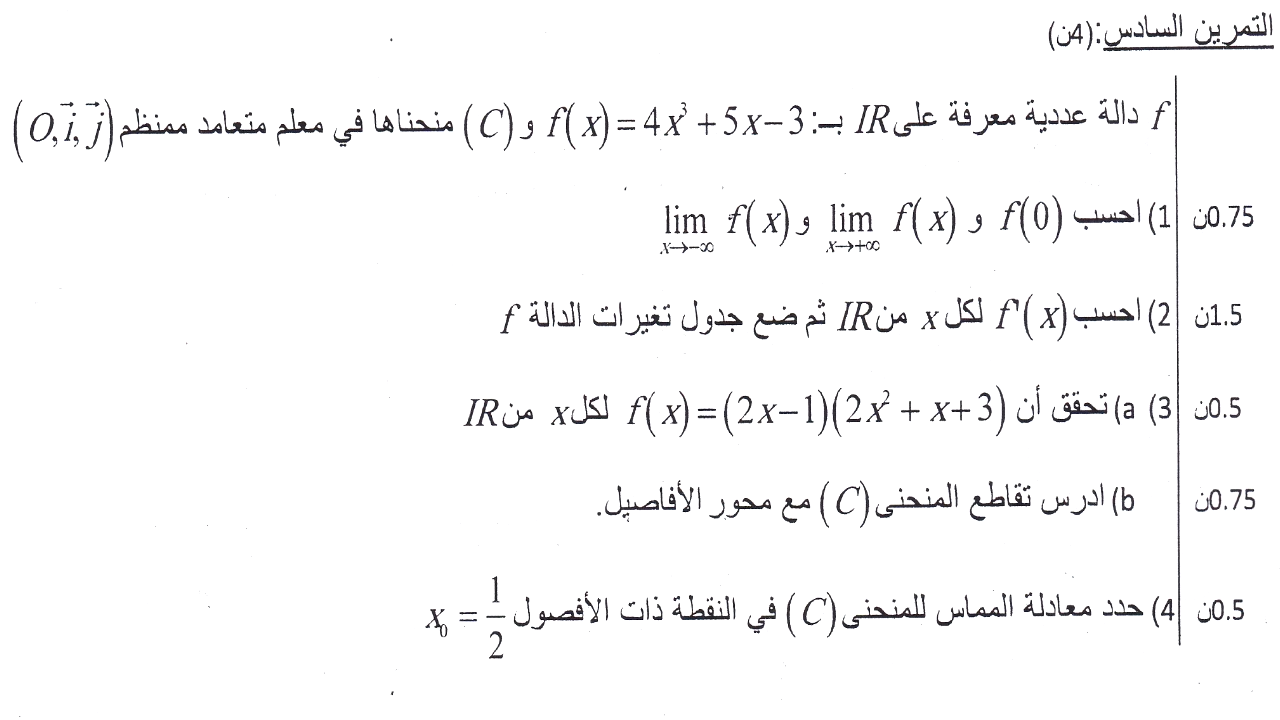 التمرين السادس:(4ن)
f دالة عددية معرفة على IR بـ: f(x)=4x³+5x−3 و (C) منحناها في معلم متعامد ممنظم (O,i⃗,j⃗)
0.75ن 1) احسب f(0) و lim f(x) x→+∞ و lim f(x) x→−∞
1.5ن 2) احسب f'(x) لكل x من IR ثم ضع جدول تغيرات الدالة f
0.5ن 3) a) تحقق أن f(x)=(2x−1)(2x²+x+3) لكل x من IR
0.75ن b) ادرس تقاطع المنحنى (C) مع محور الأفاصيل.
0.5ن 4) حدد معادلة المماس للمنحنى (C) في النقطة ذات الأفصول x₀ = 1/2